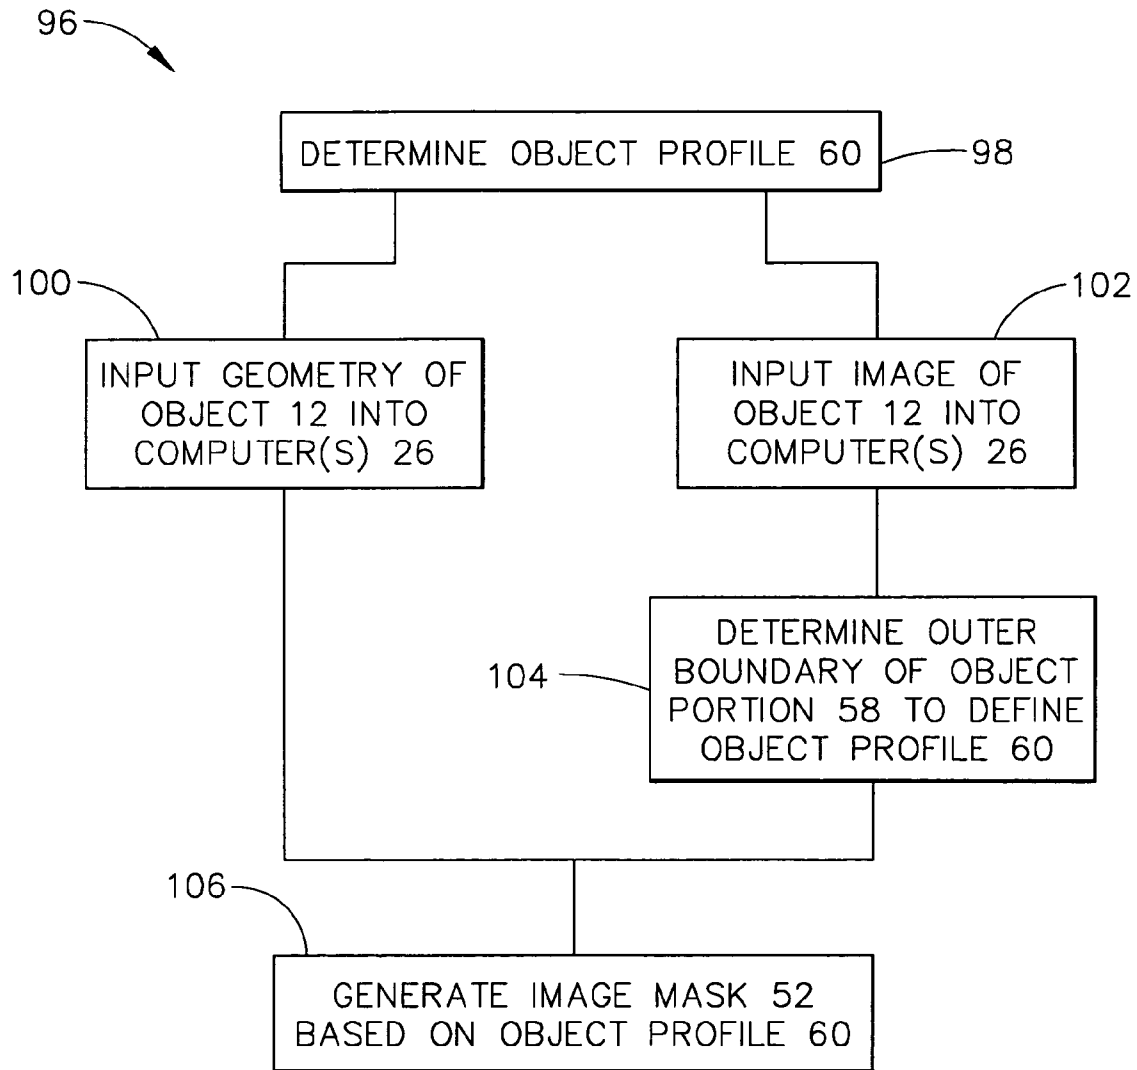 96
DETERMINE OBJECT PROFILE 60
98
100
102
INPUT GEOMETRY OF
OBJECT 12 INTO
COMPUTER(S) 26
INPUT IMAGE OF
OBJECT 12 INTO
COMPUTER(S) 26
104
DETERMINE OUTER
BOUNDARY OF OBJECT
PORTION 58 TO DEFINE
OBJECT PROFILE 60
106
GENERATE IMAGE MASK 52
BASED ON OBJECT PROFILE 60